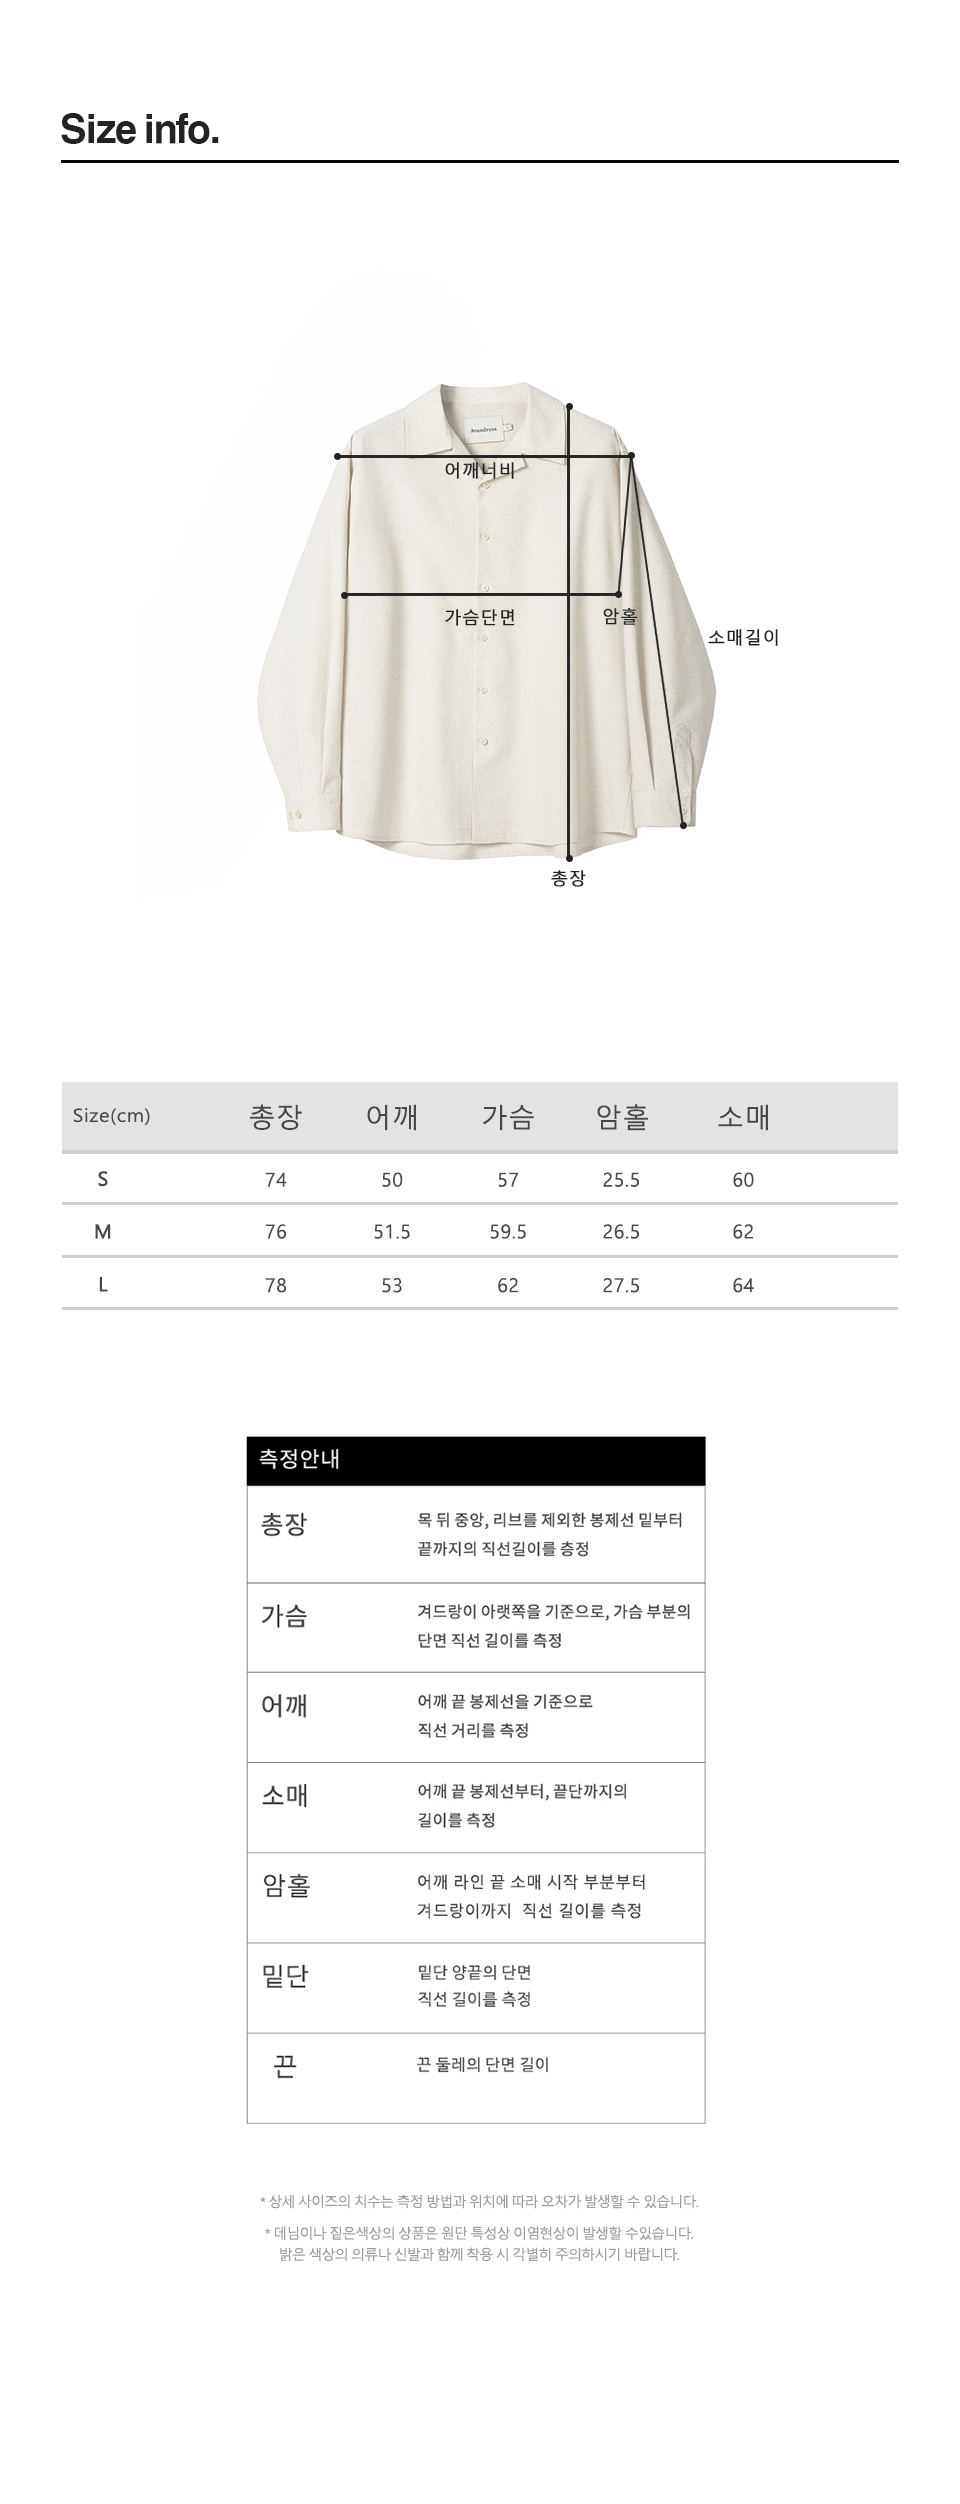 Size info.
Avandress
어깨너비
가슴단면
암홀
소매길이
총장
Size(cm) 총장 어깨 가슴 암홀 소매
S 74 50 57 25.5 60
M 76 51.5 59.5 26.5 62
L 78 53 62 27.5 64
측정안내
총장
목 뒤 중앙, 리브를 제외한 봉제선 밑부터
끝까지의 직선길이를 층정
가슴
겨드랑이 아랫쪽을 기준으로, 가슴 부분의
단면 직선 길이를 측정
어깨
어깨 끝 봉제선을 기준으로
직선 거리를 측정
소매
어깨 끝 봉제선부터, 끝단까지의
길이를 측정
암홀
어깨 라인 끝 소매 시작 부분부터
겨드랑이까지 직선 길이를 측정
밑단
밑단 양끝의 단면
직선 길이를 측정
끈
끈 둘레의 단면 길이
* 상세 사이즈의 치수는 측정 방법과 위치에 따라 오차가 발생할 수 있습니다.
* 데님이나 짙은색상의 상품은 원단 특성상 이염현상이 발생할 수있습니다.
밝은 색상의 의류나 신발과 함께 착용 시 각별히 주의하시기 바랍니다.